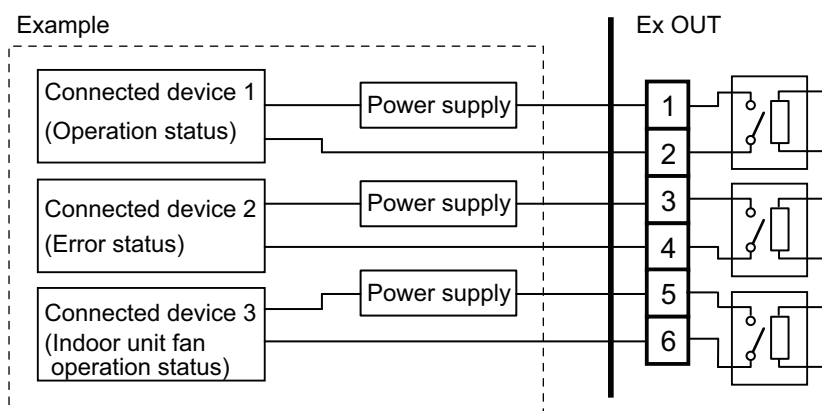 Example
Ex OUT
Connected device 1
(Operation status)
Power supply
1
2
Connected device 2
(Error status)
Power supply
3
4
Connected device 3
(Indoor unit fan
operation status)
Power supply
5
6